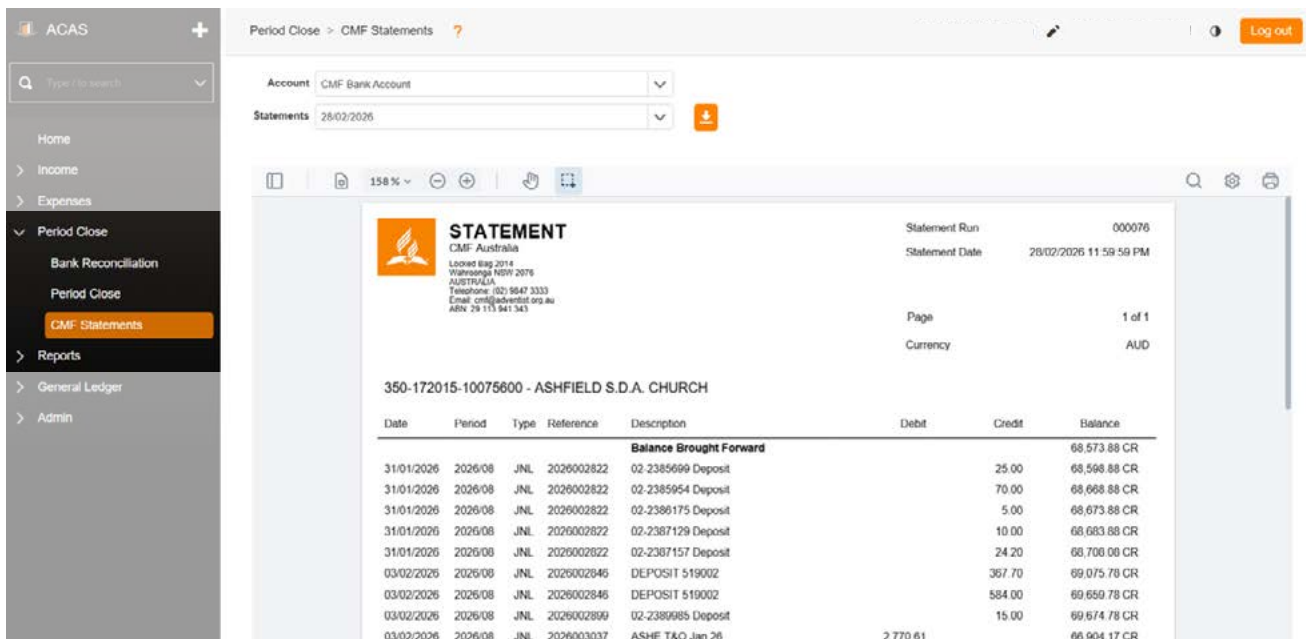 ACAS +
Period Close > CMF Statements ?
Log out
Type / to search
Account CMF Bank Account
Statements 28/02/2026
Home
> Income
> Expenses
Period Close
Bank Reconciliation
Period Close
CMF Statements
> Reports
> General Ledger
> Admin
158 %
STATEMENT
CMF Australia
Locked Bag 2014
Wahroonga NSW 2076
AUSTRALIA
Telephone: (02) 9847 3333
Email: cmf@adventist.org.au
ABN: 29 113 941 343
Statement Run 000076
Statement Date 28/02/2026 11:59:59 PM
Page 1 of 1
Currency AUD
350-172015-10075600 - ASHFIELD S.D.A. CHURCH
Date Period Type Reference Description Debit Credit Balance
Balance Brought Forward 68,573.88 CR
31/01/2026 2026/08 JNL 2026002822 02-2385699 Deposit 25.00 68,598.88 CR
31/01/2026 2026/08 JNL 2026002822 02-2385954 Deposit 70.00 68,668.88 CR
31/01/2026 2026/08 JNL 2026002822 02-2386175 Deposit 5.00 68,673.88 CR
31/01/2026 2026/08 JNL 2026002822 02-2387129 Deposit 10.00 68,683.88 CR
31/01/2026 2026/08 JNL 2026002822 02-2387157 Deposit 24.20 68,708.08 CR
03/02/2026 2026/08 JNL 2026002846 DEPOSIT 519002 367.70 69,075.78 CR
03/02/2026 2026/08 JNL 2026002846 DEPOSIT 519002 584.00 69,659.78 CR
03/02/2026 2026/08 JNL 2026002899 02-2389985 Deposit 15.00 69,674.78 CR
03/02/2026 2026/08 JNL 2026003037 ASHF T&O Jan 26 2,770.61 66,904.17 CR